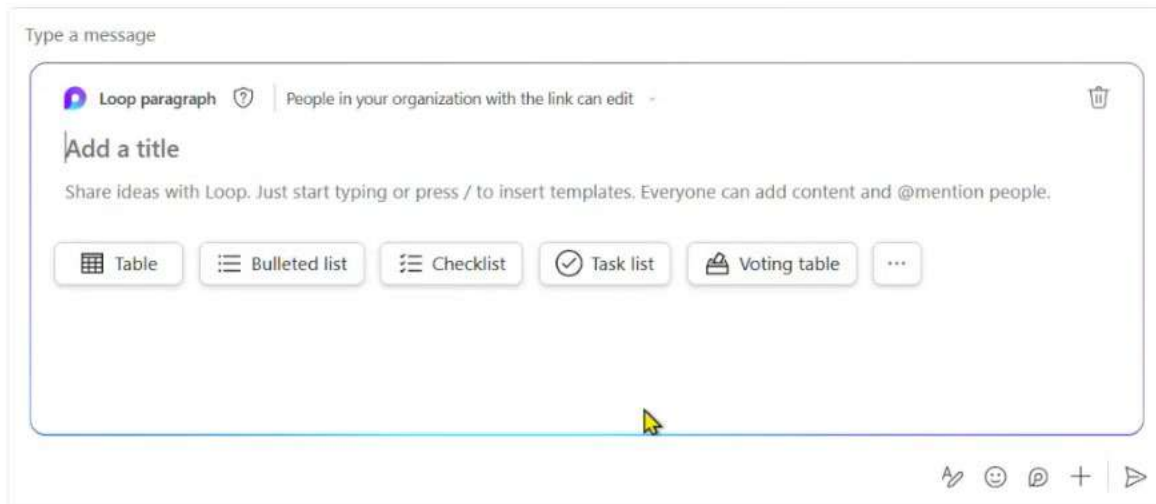 Type a message
Loop paragraph People in your organization with the link can edit
Add a title
Share ideas with Loop. Just start typing or press / to insert templates. Everyone can add content and @mention people.
Table Bulleted list Checklist Task list Voting table ...